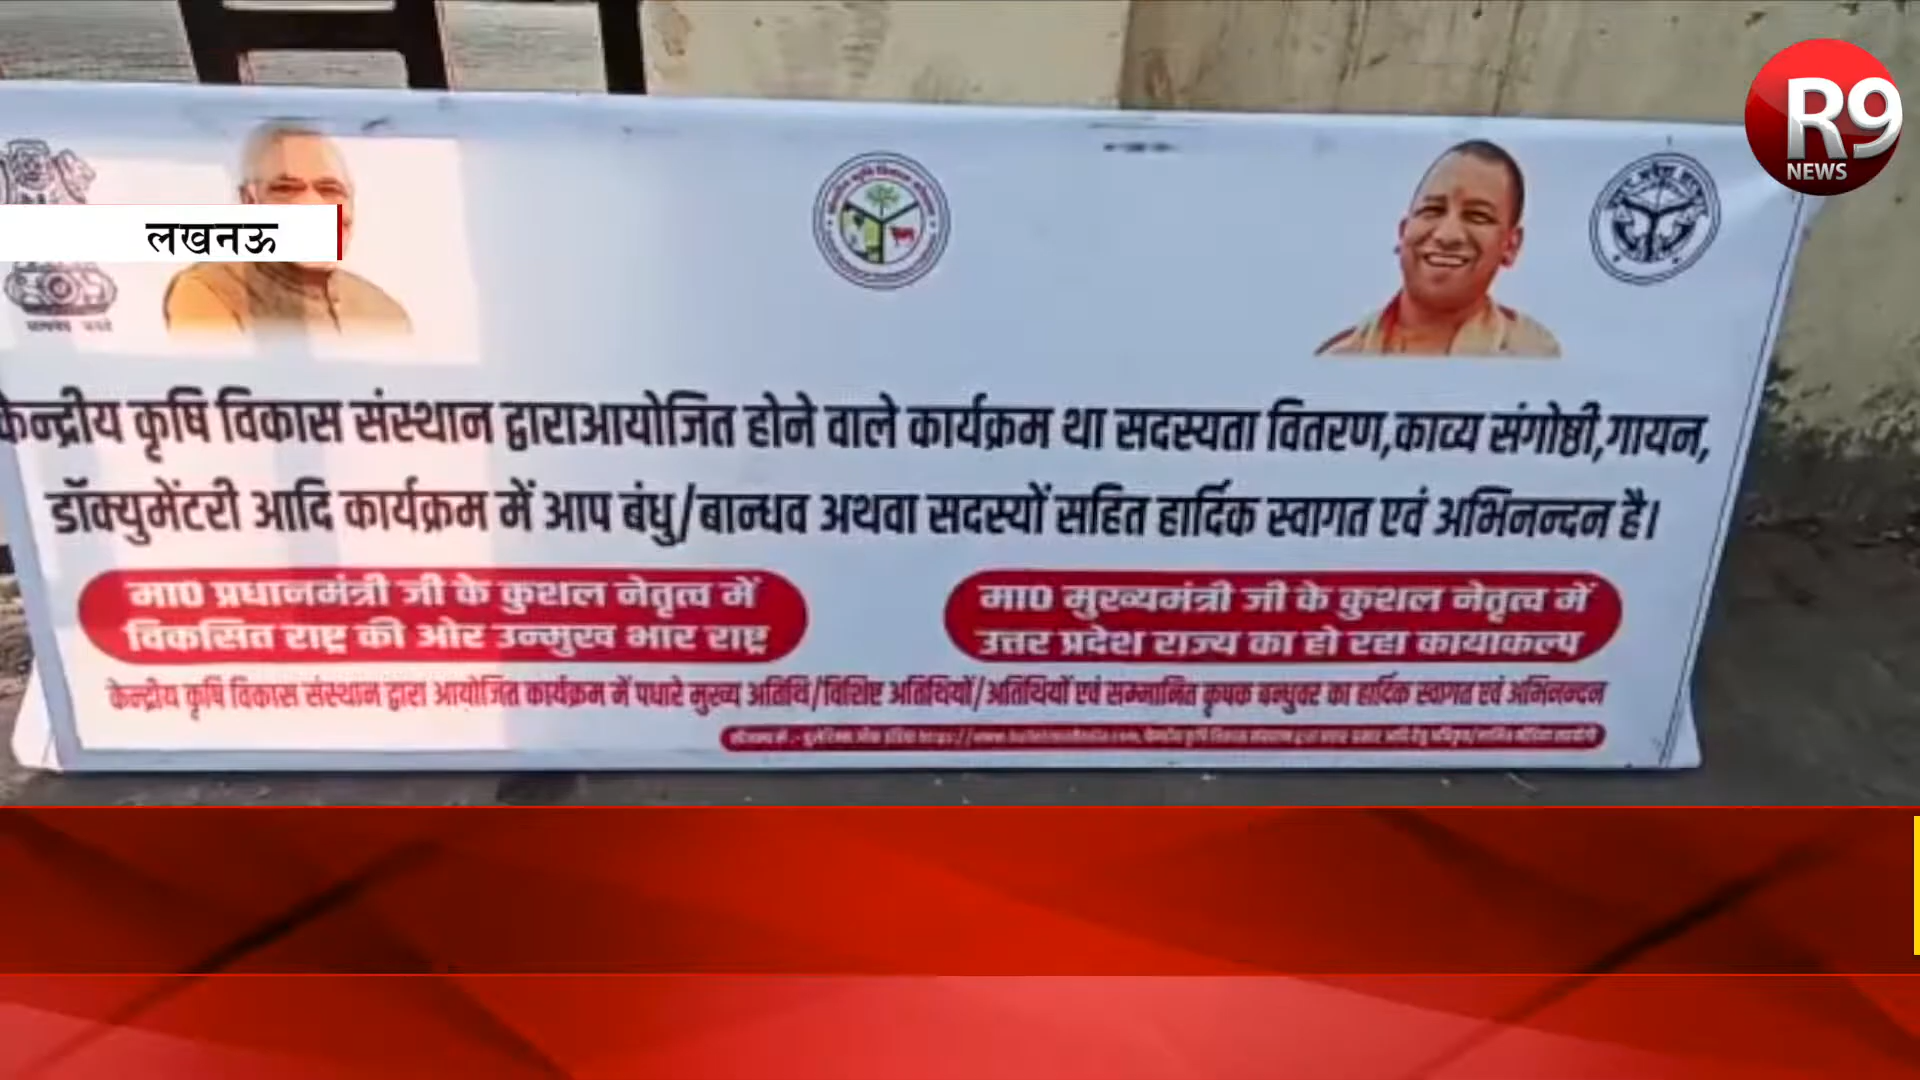 R9
NEWS
लखनऊ
केन्द्रीय कृषि विकास संस्थान द्वाराआयोजित होने वाले कार्यक्रम था सदस्यता वितरण,काव्य संगोष्ठी,गायन,
डॉक्युमेंटरी आदि कार्यक्रम में आप बंधु/बान्धव अथवा सदस्यों सहित हार्दिक स्वागत एवं अभिनन्दन है।
मा0 प्रधानमंत्री जी के कुशल नेतृत्व में
विकसित राष्ट्र की ओर उन्मुख भार राष्ट्र
मा0 मुख्यमंत्री जी के कुशल नेतृत्व में
उत्तर प्रदेश राज्य का हो रहा कायाकल्प
केन्द्रीय कृषि विकास संस्थान द्वारा आयोजित कार्यक्रम में पधारे मुख्य अतिथि/विशिष्ट अतिथियों/अतिथियों एवं सम्मानित कृषक बन्धुवर का हार्दिक स्वागत एवं अभिनन्दन